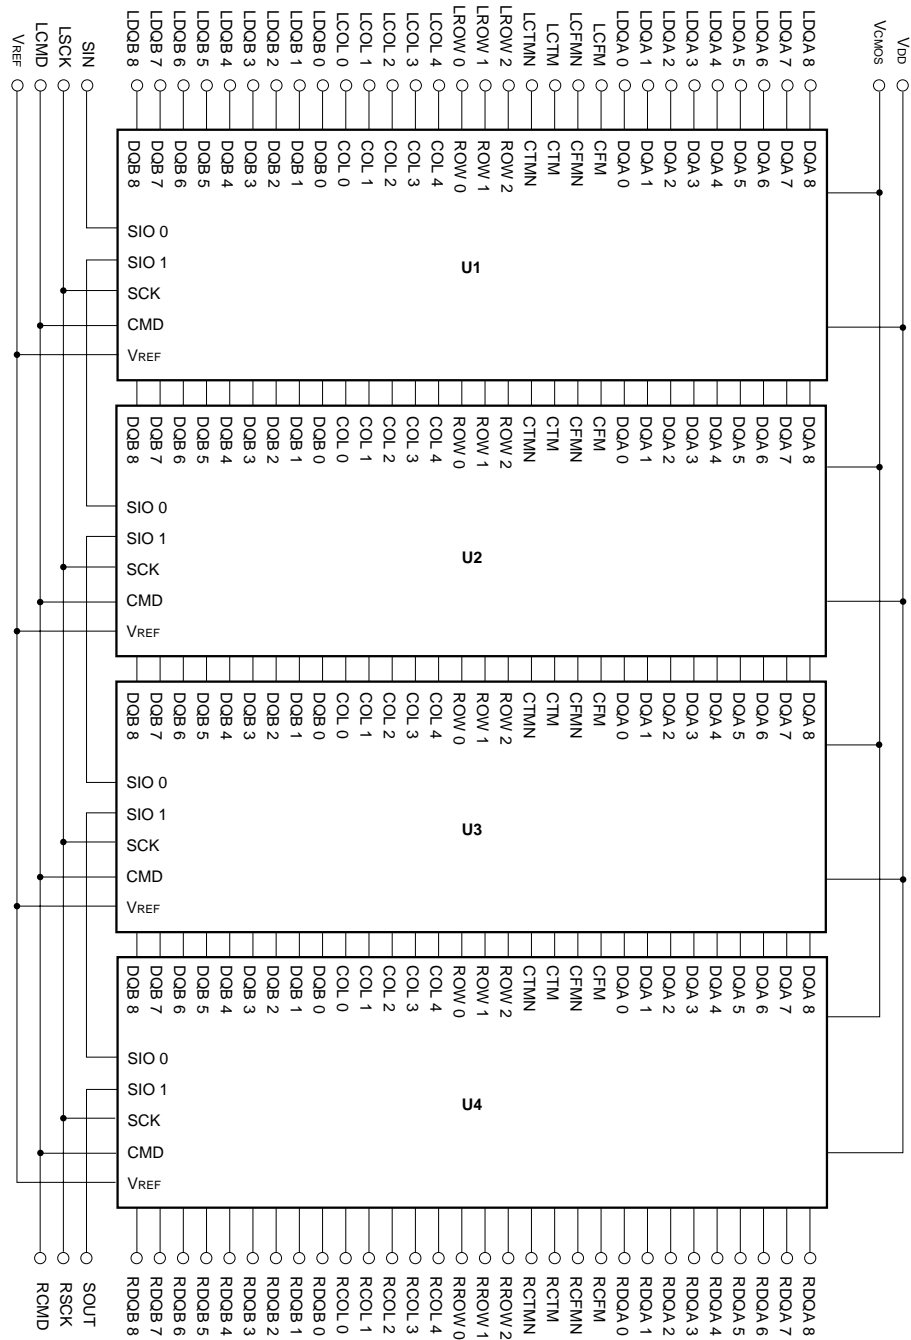 VREF
LCMD
LSCK
SIN
LDQB 8
LDQB 7
LDQB 6
LDQB 5
LDQB 4
LDQB 3
LDQB 2
LDQB 1
LDQB 0
LCOL 0
LCOL 1
LCOL 2
LCOL 3
LCOL 4
LROW 0
LROW 1
LROW 2
LCTMN
LCTM
LCFMN
LCFM
LDQA 0
LDQA 1
LDQA 2
LDQA 3
LDQA 4
LDQA 5
LDQA 6
LDQA 7
LDQA 8
VCMOS
VDD
DQB 8
DQB 7
DQB 6
DQB 5
DQB 4
DQB 3
DQB 2
DQB 1
DQB 0
COL 0
COL 1
COL 2
COL 3
COL 4
ROW 0
ROW 1
ROW 2
CTMN
CTM
CFMN
CFM
DQA 0
DQA 1
DQA 2
DQA 3
DQA 4
DQA 5
DQA 6
DQA 7
DQA 8
SIO 0
SIO 1
SCK
CMD
VREF
U1
DQB 8
DQB 7
DQB 6
DQB 5
DQB 4
DQB 3
DQB 2
DQB 1
DQB 0
COL 0
COL 1
COL 2
COL 3
COL 4
ROW 0
ROW 1
ROW 2
CTMN
CTM
CFMN
CFM
DQA 0
DQA 1
DQA 2
DQA 3
DQA 4
DQA 5
DQA 6
DQA 7
DQA 8
SIO 0
SIO 1
SCK
CMD
VREF
U2
DQB 8
DQB 7
DQB 6
DQB 5
DQB 4
DQB 3
DQB 2
DQB 1
DQB 0
COL 0
COL 1
COL 2
COL 3
COL 4
ROW 0
ROW 1
ROW 2
CTMN
CTM
CFMN
CFM
DQA 0
DQA 1
DQA 2
DQA 3
DQA 4
DQA 5
DQA 6
DQA 7
DQA 8
SIO 0
SIO 1
SCK
CMD
VREF
U3
DQB 8
DQB 7
DQB 6
DQB 5
DQB 4
DQB 3
DQB 2
DQB 1
DQB 0
COL 0
COL 1
COL 2
COL 3
COL 4
ROW 0
ROW 1
ROW 2
CTMN
CTM
CFMN
CFM
DQA 0
DQA 1
DQA 2
DQA 3
DQA 4
DQA 5
DQA 6
DQA 7
DQA 8
SIO 0
SIO 1
SCK
CMD
VREF
U4
RCMD
RSCK
SOUT
RDQB 8
RDQB 7
RDQB 6
RDQB 5
RDQB 4
RDQB 3
RDQB 2
RDQB 1
RDQB 0
RCOL 0
RCOL 1
RCOL 2
RCOL 3
RCOL 4
RROW 0
RROW 1
RROW 2
RCTMN
RCTM
RCFMN
RCFM
RDQA 0
RDQA 1
RDQA 2
RDQA 3
RDQA 4
RDQA 5
RDQA 6
RDQA 7
RDQA 8